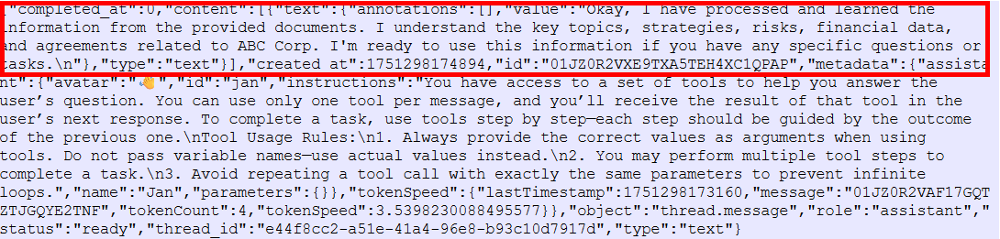 {"completed_at":0,"content":[{"text":{"annotations":[],"value":"Okay, I have processed and learned the
information from the provided documents. I understand the key topics, strategies, risks, financial data,
and agreements related to ABC Corp. I'm ready to use this information if you have any specific questions or
tasks.\n"},"type":"text"}],"created_at":1751298174894,"id":"01JZ0R2VXE9TXA5TEH4XC1QPAP","metadata":{"assista
nt":{"avatar":"👋","id":"jan","instructions":"You have access to a set of tools to help you answer the
user’s question. You can use only one tool per message, and you’ll receive the result of that tool in the
user’s next response. To complete a task, use tools step by step—each step should be guided by the outcome
of the previous one.\nTool Usage Rules:\n1. Always provide the correct values as arguments when using
tools. Do not pass variable names—use actual values instead.\n2. You may perform multiple tool steps to
complete a task.\n3. Avoid repeating a tool call with exactly the same parameters to prevent infinite
loops.","name":"Jan","parameters":{}},"tokenSpeed":{"lastTimestamp":1751298173160,"message":"01JZ0R2VAF17GQT
ZTJGQYE2TNF","tokenCount":4,"tokenSpeed":3.5398230088495577}},"object":"thread.message","role":"assistant","
status":"ready","thread_id":"e44f8cc2-a51e-41a4-96e8-b93c10d7917d","type":"text"}